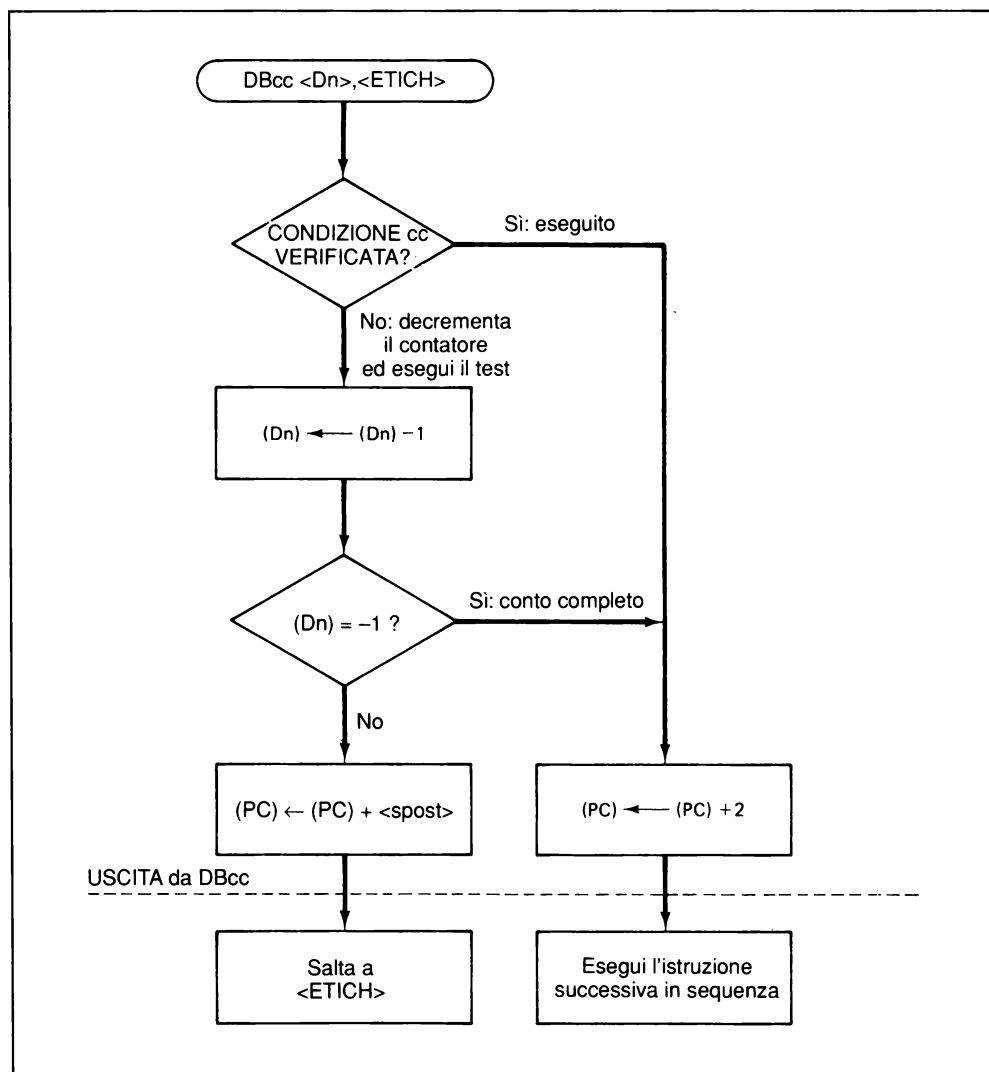 DBcc <Dn>,<ETICH>
CONDIZIONE cc
VERIFICATA?
Sì: eseguito
No: decrementa
il contatore
ed esegui il test
(Dn) ← (Dn) −1
(Dn) = −1 ?
Sì: conto completo
No
(PC) ← (PC) + <spost>
(PC) ← (PC) +2
USCITA da DBcc
Salta a
<ETICH>
Esegui l'istruzione
successiva in sequenza